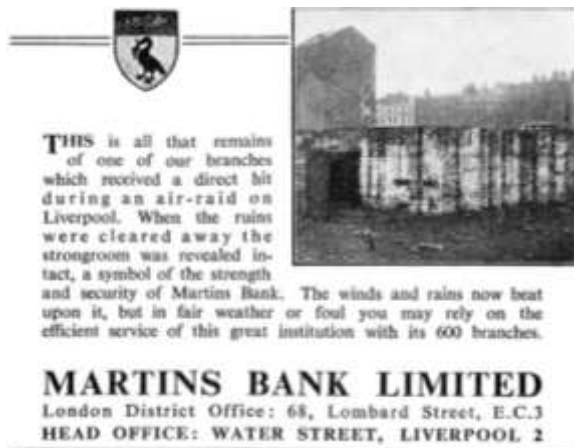 THIS is all that remains
of one of our branches
which received a direct hit
during an air-raid on
Liverpool. When the ruins
were cleared away the
strongroom was revealed in-
tact, a symbol of the strength
and security of Martins Bank. The winds and rains now beat
upon it, but in fair weather or foul you may rely on the
efficient service of this great institution with its 600 branches.
MARTINS BANK LIMITED
London District Office: 68, Lombard Street, E.C.3
HEAD OFFICE: WATER STREET, LIVERPOOL 2